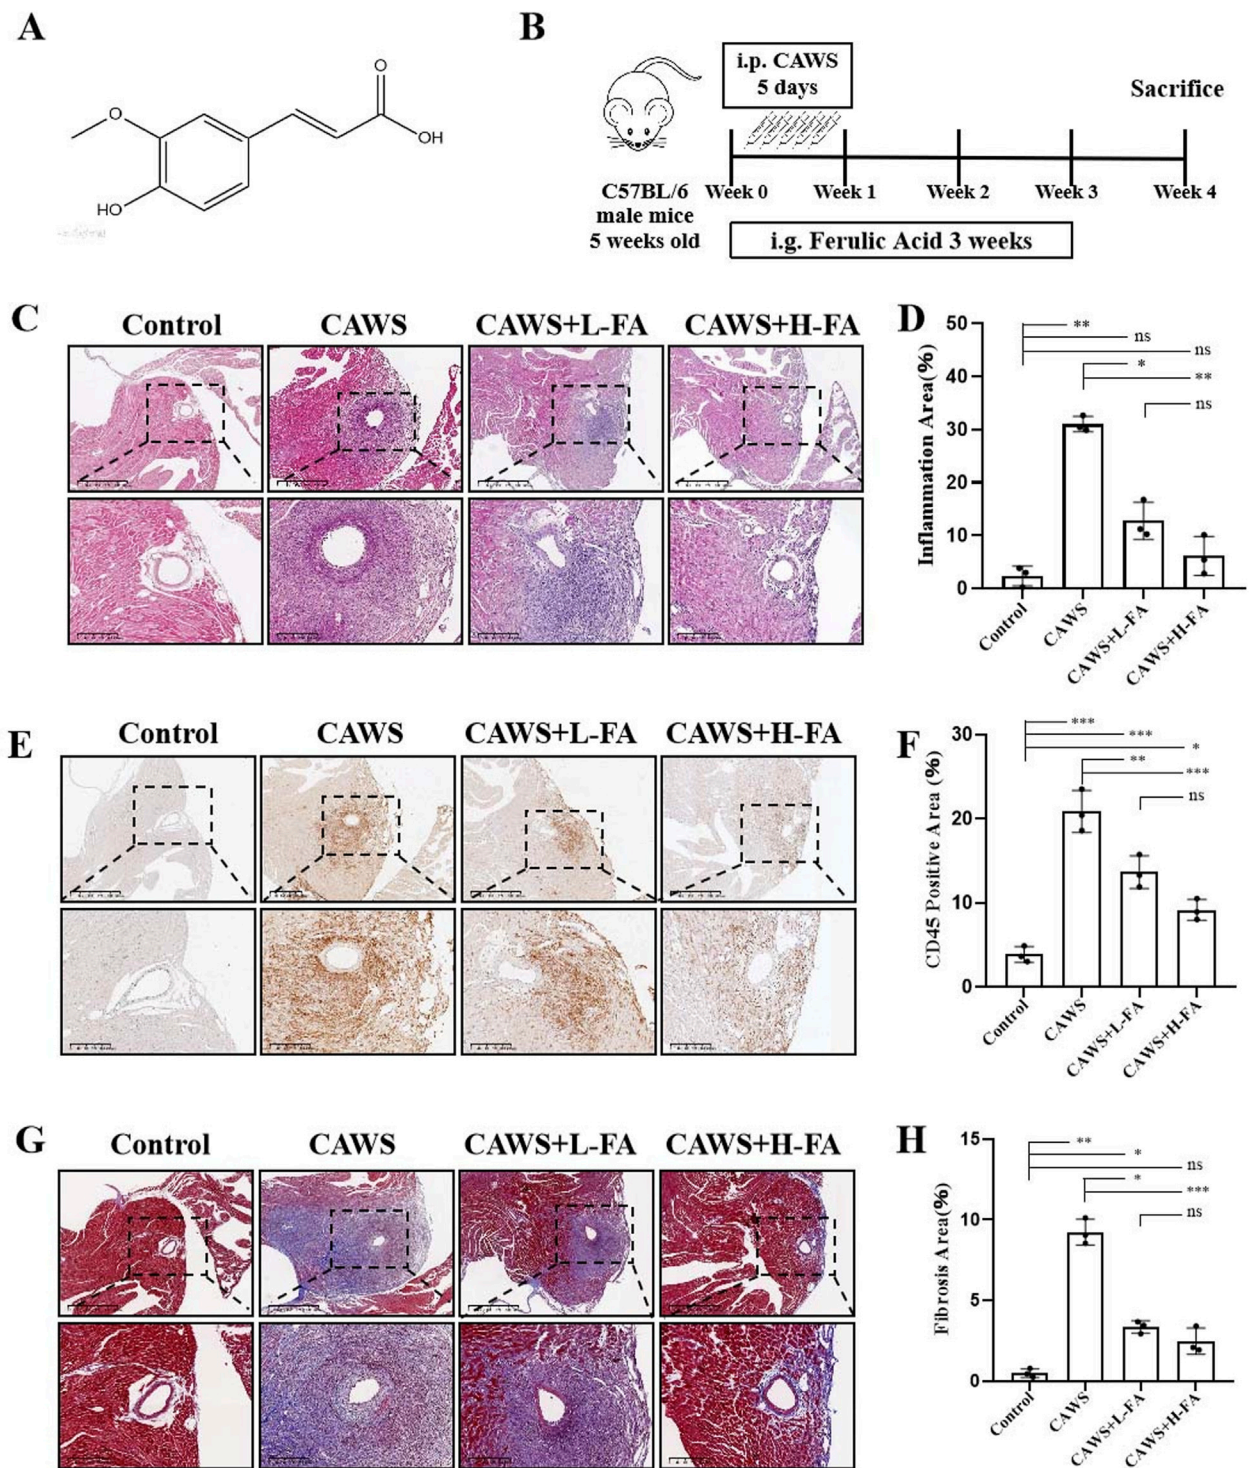 A
O
O
OH
HO
B
i.p. CAWS
5 days
Sacrifice
C57BL/6
male mice
5 weeks old
Week 0
Week 1
Week 2
Week 3
Week 4
i.g. Ferulic Acid 3 weeks
C
Control
CAWS
CAWS+L-FA
CAWS+H-FA
D
Inflammation Area(%)
50
40
30
20
10
0
**
ns
ns
*
**
ns
Control
CAWS
CAWS+L-FA
CAWS+H-FA
E
Control
CAWS
CAWS+L-FA
CAWS+H-FA
F
CD45 Positive Area (%)
30
20
10
0
***
***
*
**
***
ns
Control
CAWS
CAWS+L-FA
CAWS+H-FA
G
Control
CAWS
CAWS+L-FA
CAWS+H-FA
H
Fibrosis Area(%)
15
10
5
0
**
*
ns
*
***
ns
Control
CAWS
CAWS+L-FA
CAWS+H-FA